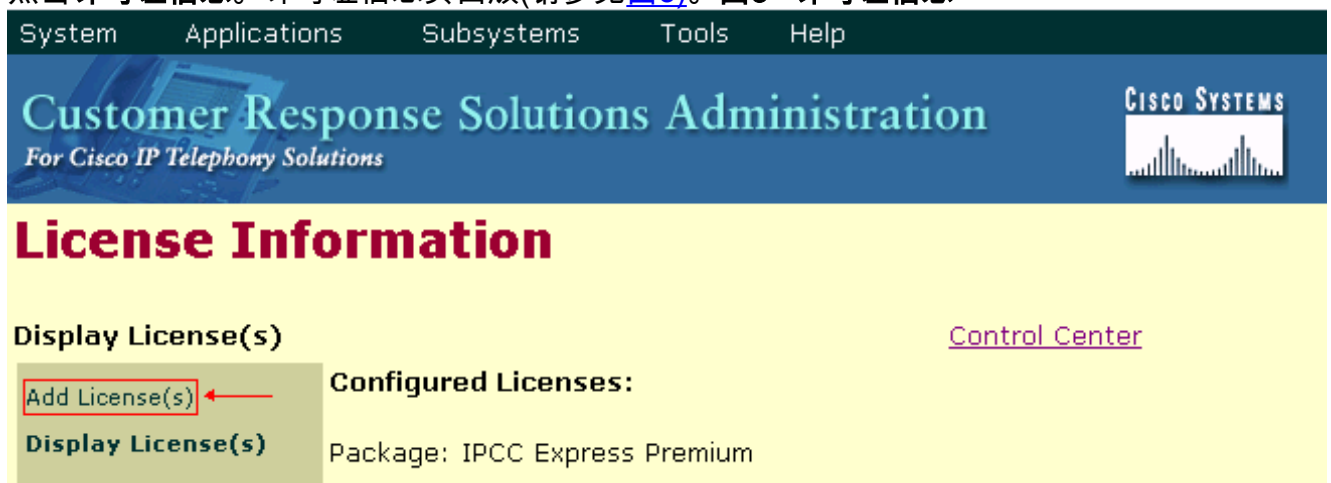 System Applications Subsystems Tools Help
Customer Response Solutions Administration
For Cisco IP Telephony Solutions
CISCO SYSTEMS
License Information
Display License(s) Control Center
Add License(s)
Configured Licenses:
Display License(s)
Package: IPCC Express Premium